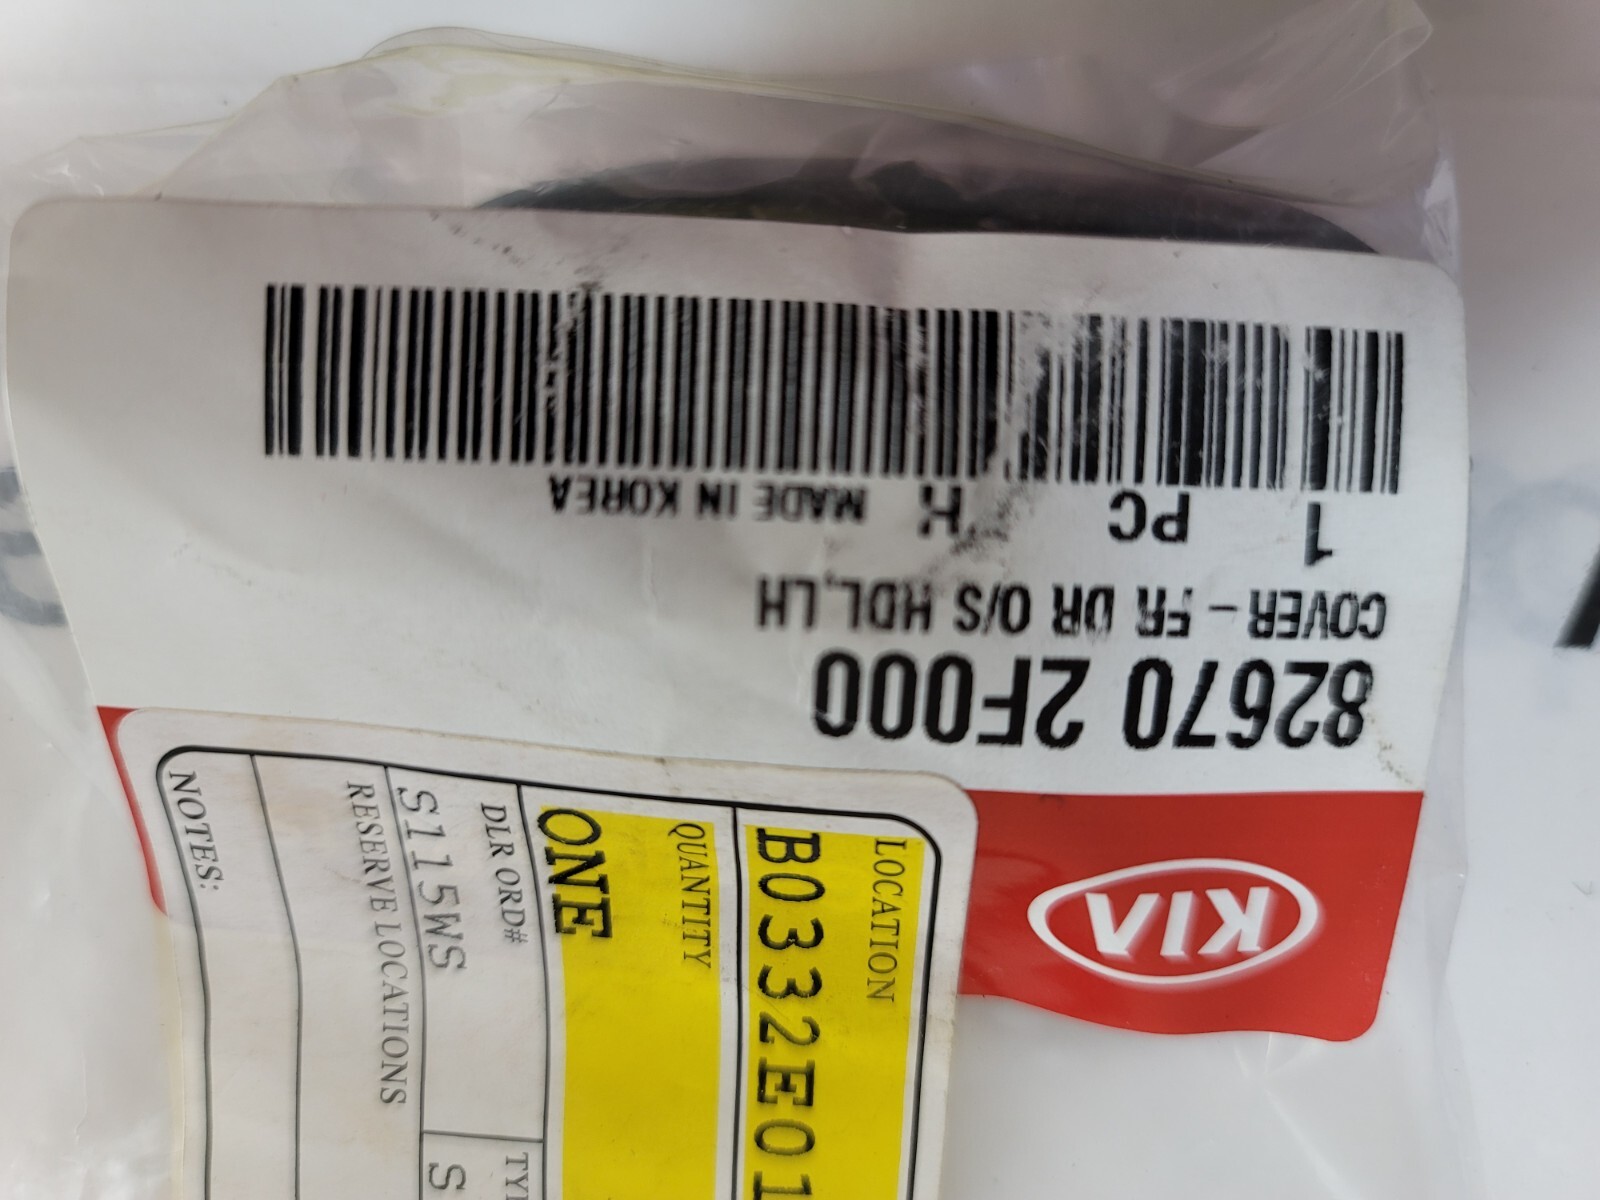 KIA
82670 2F000
COVER - FR DR O/S HDL,LH
1 PC H: MADE IN KOREA
LOCATION
B0332E01
QUANTITY
ONE
DLR ORD#
S115WS
RESERVE LOCATIONS
NOTES: